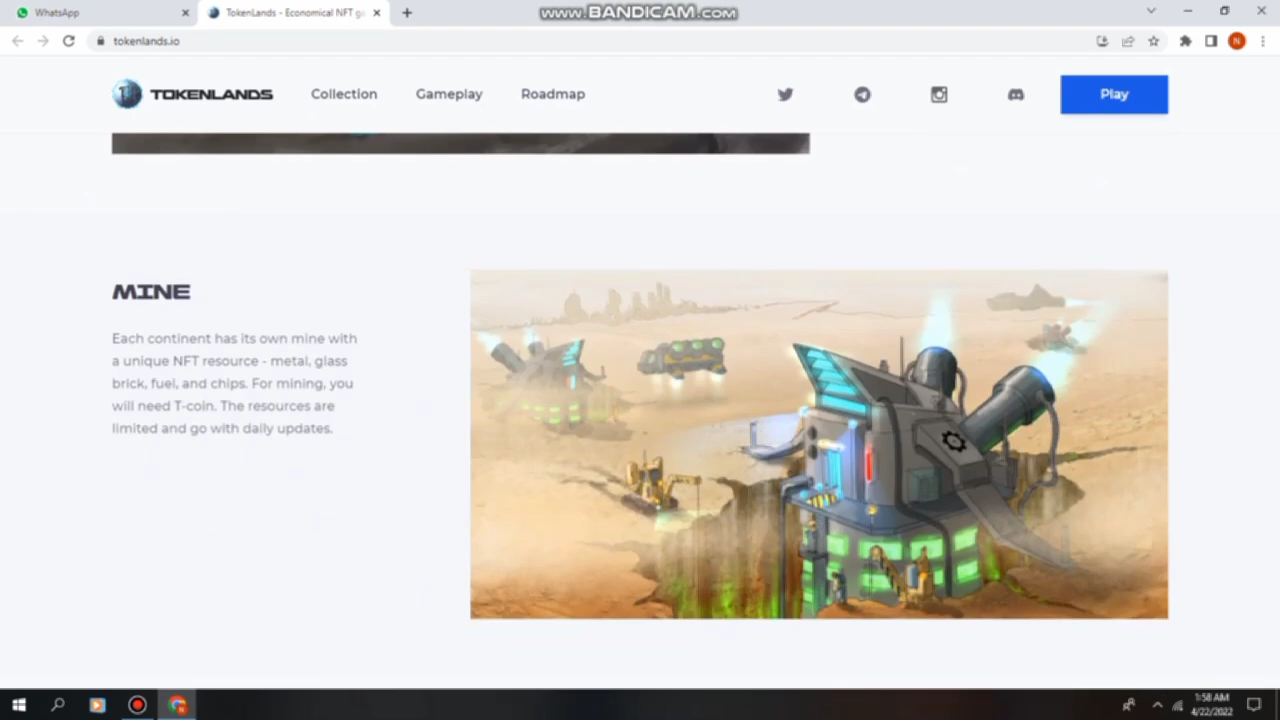 WhatsApp
TokenLands - Economical NFT g
www.BANDICAM.com
tokenlands.io
N
TOKENLANDS
Collection
Gameplay
Roadmap
Play
MINE
Each continent has its own mine with
a unique NFT resource - metal, glass
brick, fuel, and chips. For mining, you
will need T-coin. The resources are
limited and go with daily updates.
1:58 AM
4/22/2022